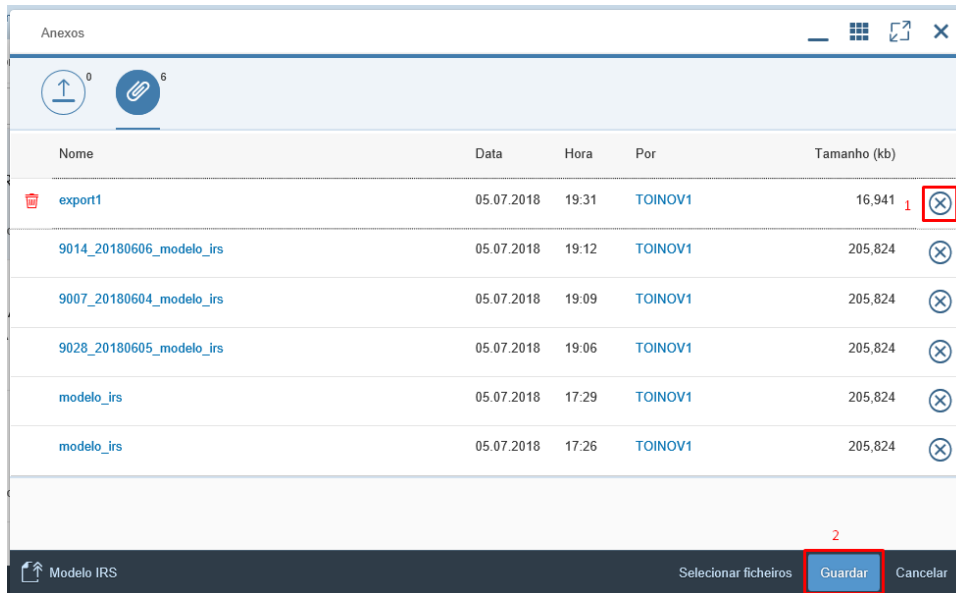 Anexos
0
6
Nome Data Hora Por Tamanho (kb)
export1 05.07.2018 19:31 TOINOV1 16,941 1
9014_20180606_modelo_irs 05.07.2018 19:12 TOINOV1 205,824
9007_20180604_modelo_irs 05.07.2018 19:09 TOINOV1 205,824
9028_20180605_modelo_irs 05.07.2018 19:06 TOINOV1 205,824
modelo_irs 05.07.2018 17:29 TOINOV1 205,824
modelo_irs 05.07.2018 17:26 TOINOV1 205,824
2
Modelo IRS Selecionar ficheiros Guardar Cancelar